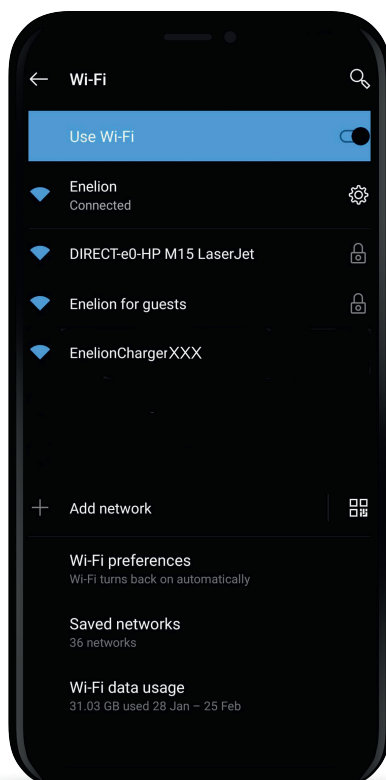 Wi-Fi
Use Wi-Fi
Enelion
Connected
DIRECT-e0-HP M15 LaserJet
Enelion for guests
EnelionChargerXXX
Add network
Wi-Fi preferences
Wi-Fi turns back on automatically
Saved networks
36 networks
Wi-Fi data usage
31.03 GB used 28 Jan – 25 Feb